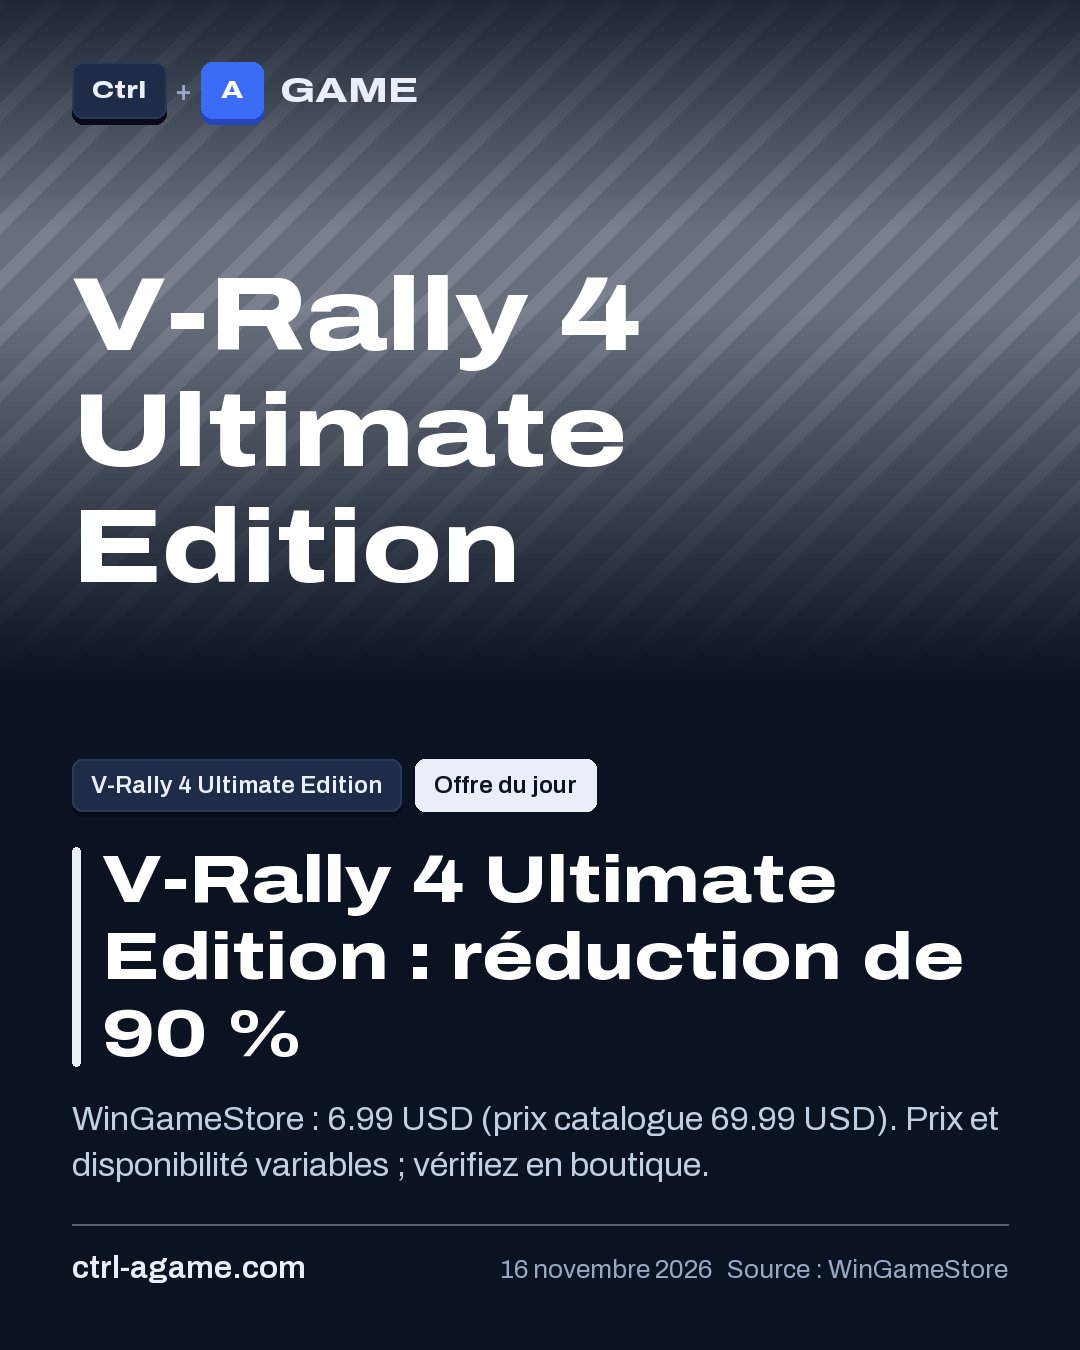 Ctrl + A GAME
V-Rally 4
Ultimate
Edition
V-Rally 4 Ultimate Edition Offre du jour
V-Rally 4 Ultimate
Edition : réduction de
90 %
WinGameStore : 6.99 USD (prix catalogue 69.99 USD). Prix et
disponibilité variables ; vérifiez en boutique.
ctrl-agame.com 16 novembre 2026 Source : WinGameStore